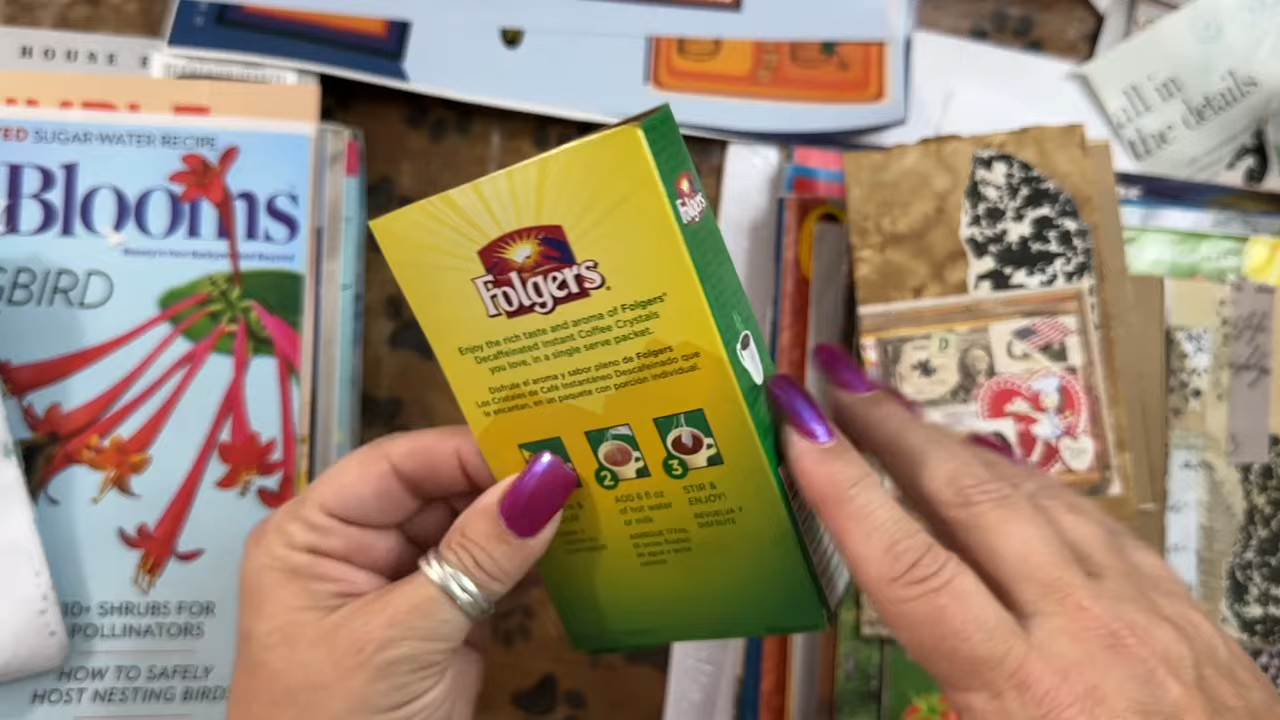 HOUSE
SUGAR-WATER RECIPE
Blooms
GBIRD
10+ SHRUBS FOR
POLLINATORS
HOW TO SAFELY
HOST NESTING BIRD
all in
the details
Folgers
Folgers
Enjoy the rich taste and aroma of Folgers®
Decaffeinated Instant Coffee Crystals
you love, in a single serve packet.
Disfrute el aroma y sabor pleno de Folgers
Los Cristales de Café Instantáneo Descafeinado que
le encantan, en un paquete con porción individual.
2
3
ADD 6 fl oz
of hot water
or milk
STIR &
ENJOY!
REVUELVA Y
DISFRUTE
D